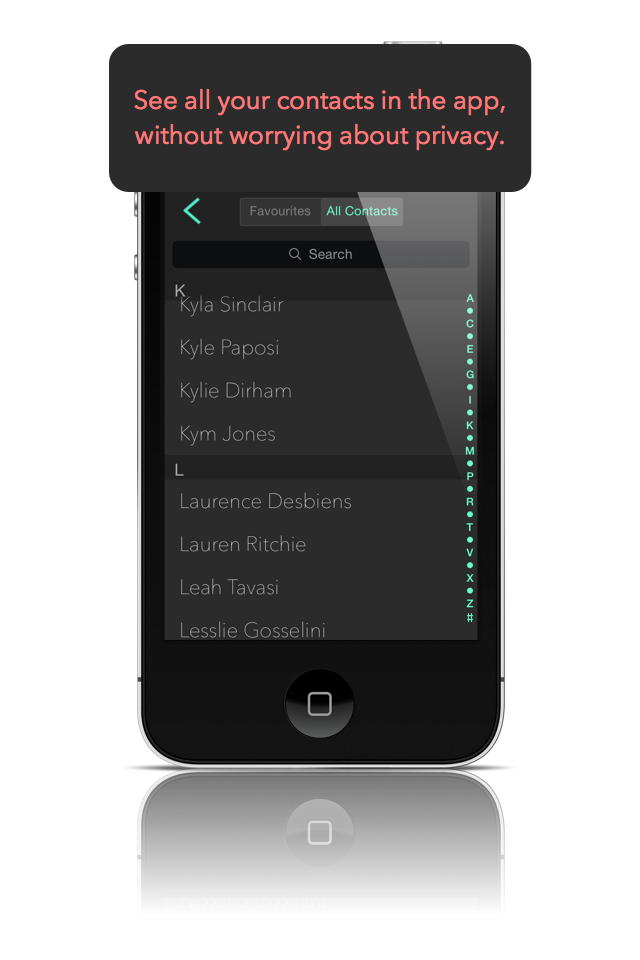 See all your contacts in the app,
without worrying about privacy.
Favourites All Contacts
Search
K
Kyla Sinclair
Kyle Paposi
Kylie Dirham
Kym Jones
L
Laurence Desbiens
Lauren Ritchie
Leah Tavasi
Lesslie Gosselini
A
C
E
G
I
K
M
P
R
T
V
X
Z
#